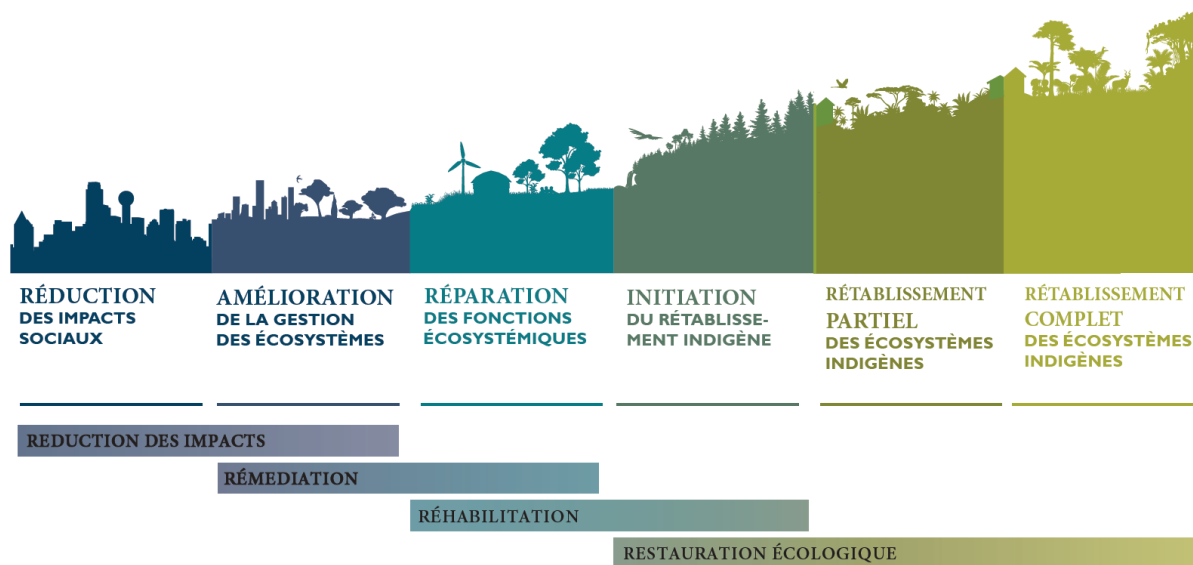 RÉDUCTION
DES IMPACTS
SOCIAUX
AMÉLIORATION
DE LA GESTION
DES ÉCOSYSTÈMES
RÉPARATION
DES FONCTIONS
ÉCOSYSTÉMIQUES
INITIATION
DU RÉTABLISSE-
MENT INDIGÈNE
RÉTABLISSEMENT
PARTIEL
DES ÉCOSYSTÈMES
INDIGÈNES
RÉTABLISSEMENT
COMPLET
DES ÉCOSYSTÈMES
INDIGÈNES
REDUCTION DES IMPACTS
RÉMEDIATION
RÉHABILITATION
RESTAURATION ÉCOLOGIQUE